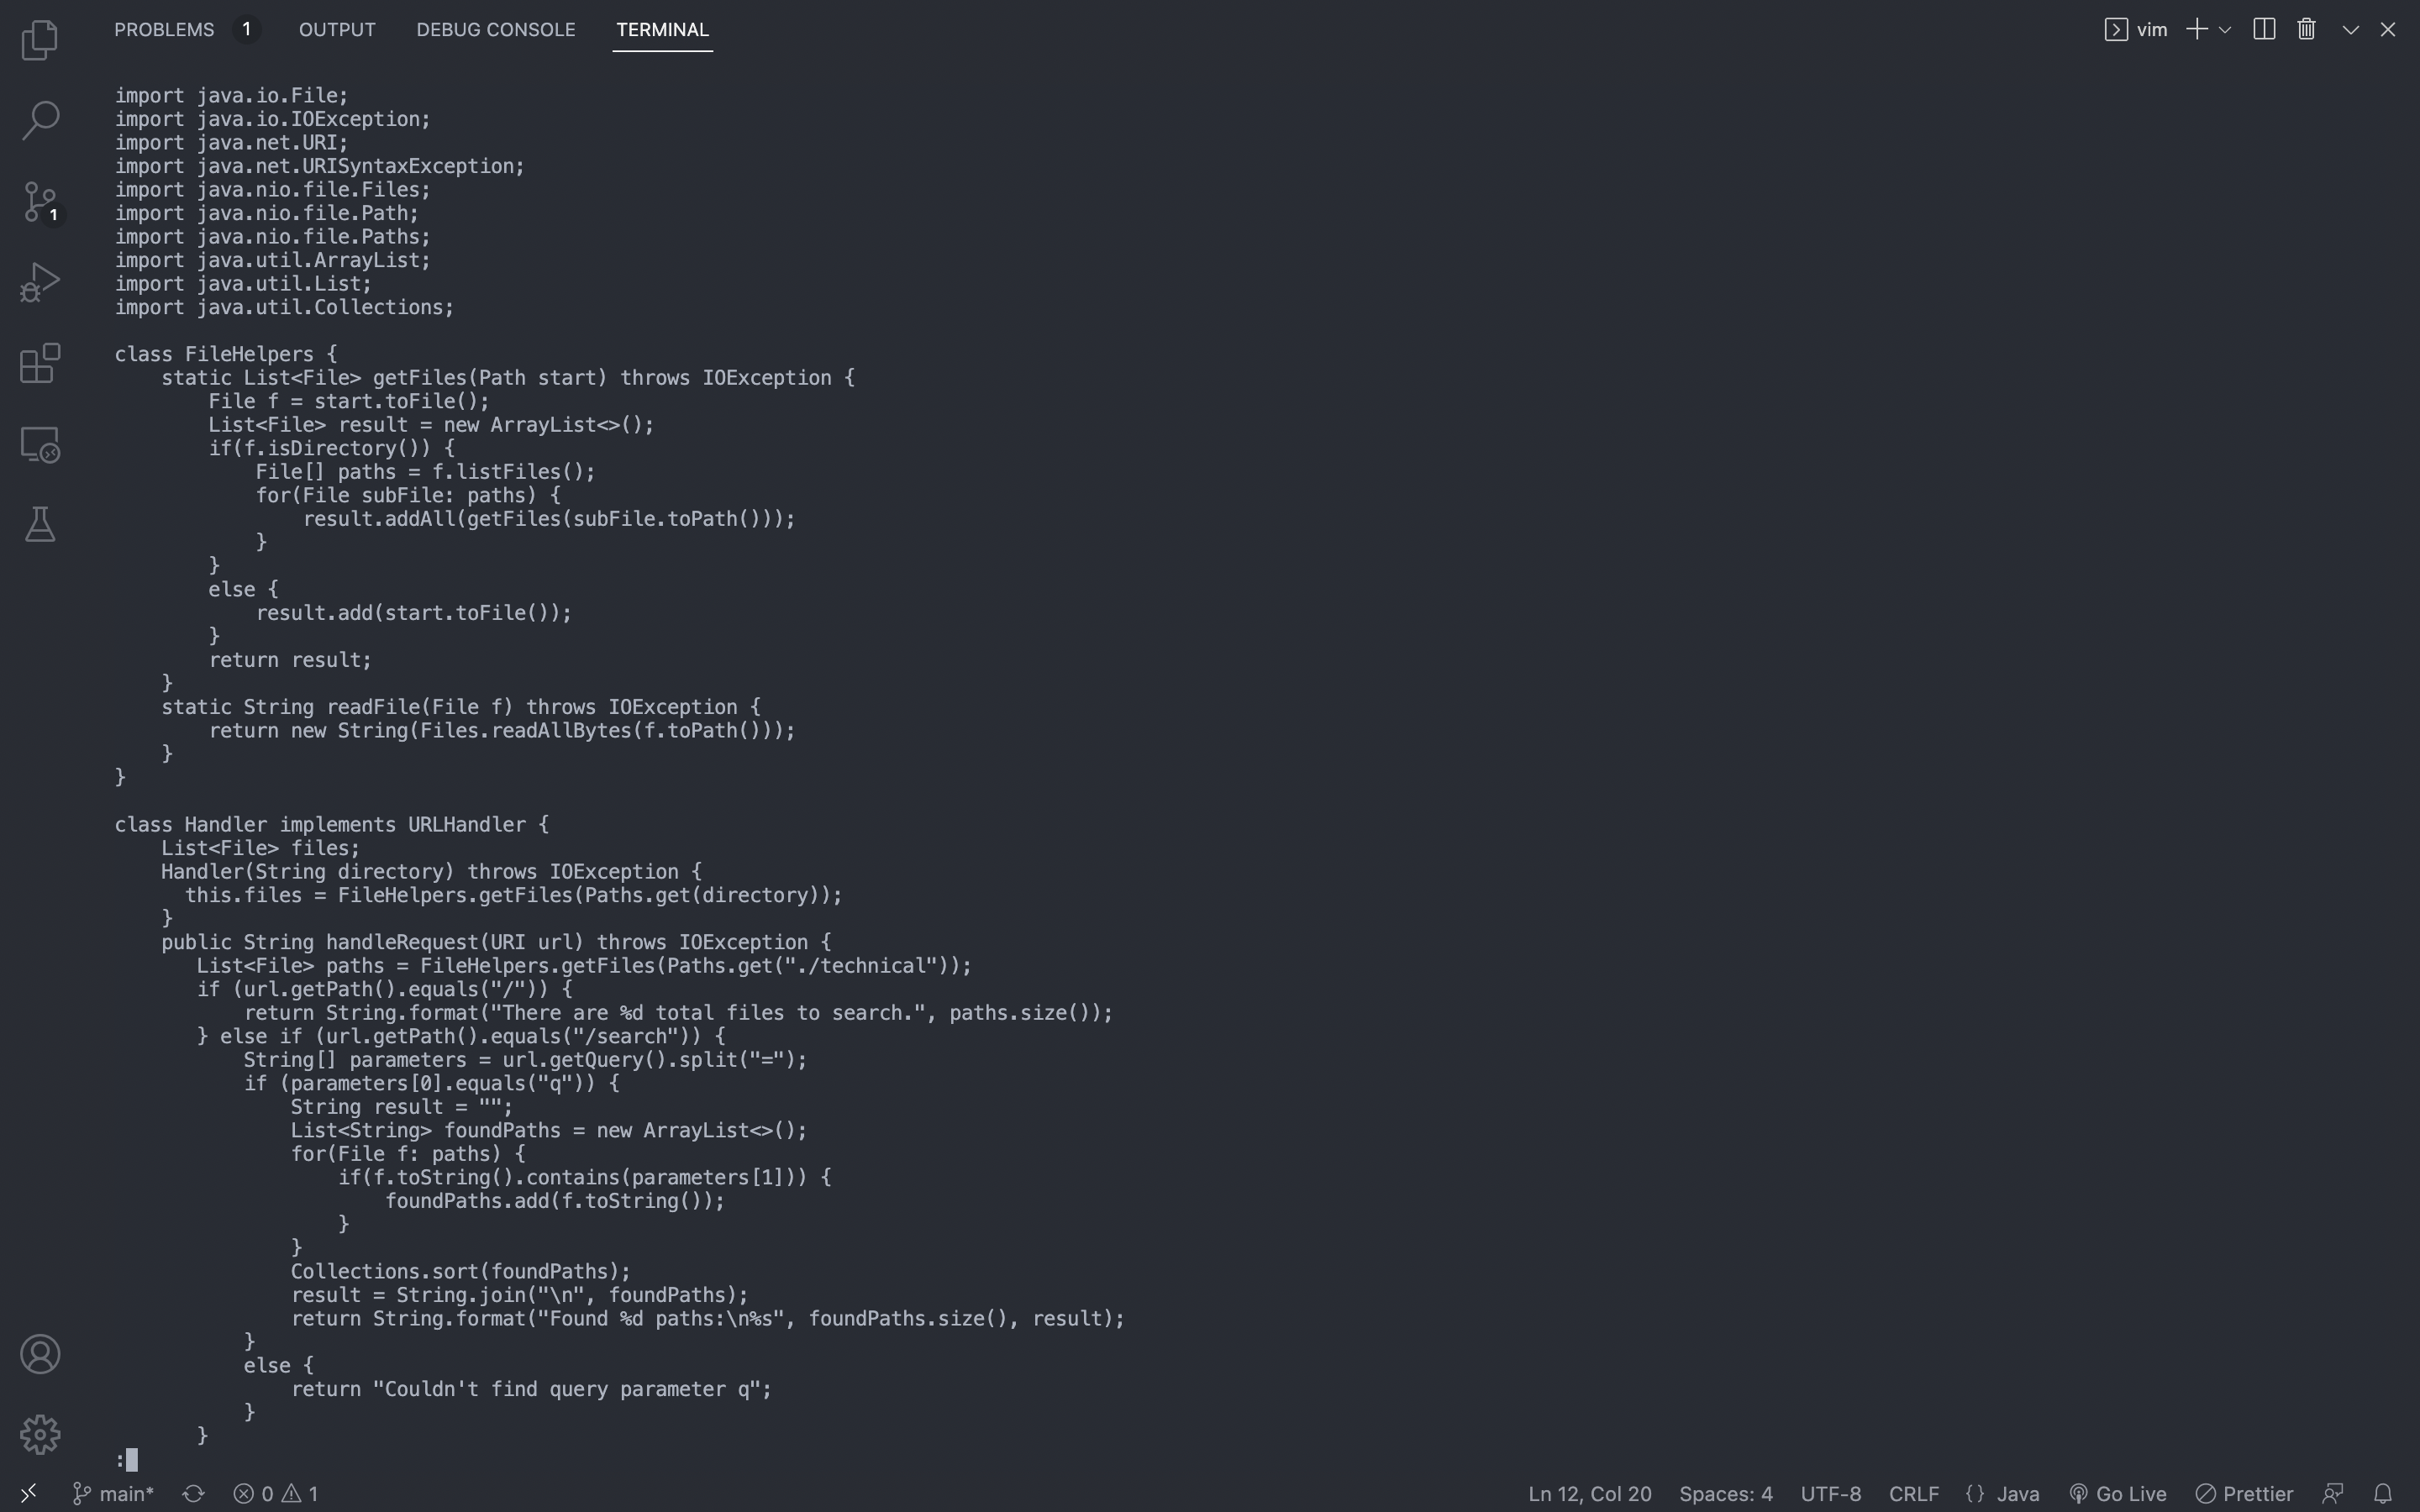 PROBLEMS 1 OUTPUT DEBUG CONSOLE TERMINAL vim
import java.io.File;
import java.io.IOException;
import java.net.URI;
import java.net.URISyntaxException;
import java.nio.file.Files;
import java.nio.file.Path;
import java.nio.file.Paths;
import java.util.ArrayList;
import java.util.List;
import java.util.Collections;

class FileHelpers {
    static List<File> getFiles(Path start) throws IOException {
        File f = start.toFile();
        List<File> result = new ArrayList<>();
        if(f.isDirectory()) {
            File[] paths = f.listFiles();
            for(File subFile: paths) {
                result.addAll(getFiles(subFile.toPath()));
            }
        }
        else {
            result.add(start.toFile());
        }
        return result;
    }
    static String readFile(File f) throws IOException {
        return new String(Files.readAllBytes(f.toPath()));
    }
}

class Handler implements URLHandler {
    List<File> files;
    Handler(String directory) throws IOException {
      this.files = FileHelpers.getFiles(Paths.get(directory));
    }
    public String handleRequest(URI url) throws IOException {
       List<File> paths = FileHelpers.getFiles(Paths.get("./technical"));
       if (url.getPath().equals("/")) {
           return String.format("There are %d total files to search.", paths.size());
       } else if (url.getPath().equals("/search")) {
           String[] parameters = url.getQuery().split("=");
           if (parameters[0].equals("q")) {
               String result = "";
               List<String> foundPaths = new ArrayList<>();
               for(File f: paths) {
                   if(f.toString().contains(parameters[1])) {
                       foundPaths.add(f.toString());
                   }
               }
               Collections.sort(foundPaths);
               result = String.join("\n", foundPaths);
               return String.format("Found %d paths:\n%s", foundPaths.size(), result);
           }
           else {
               return "Couldn't find query parameter q";
           }
       }
:
1
main* 0 1 Ln 12, Col 20 Spaces: 4 UTF-8 CRLF {} Java Go Live Prettier